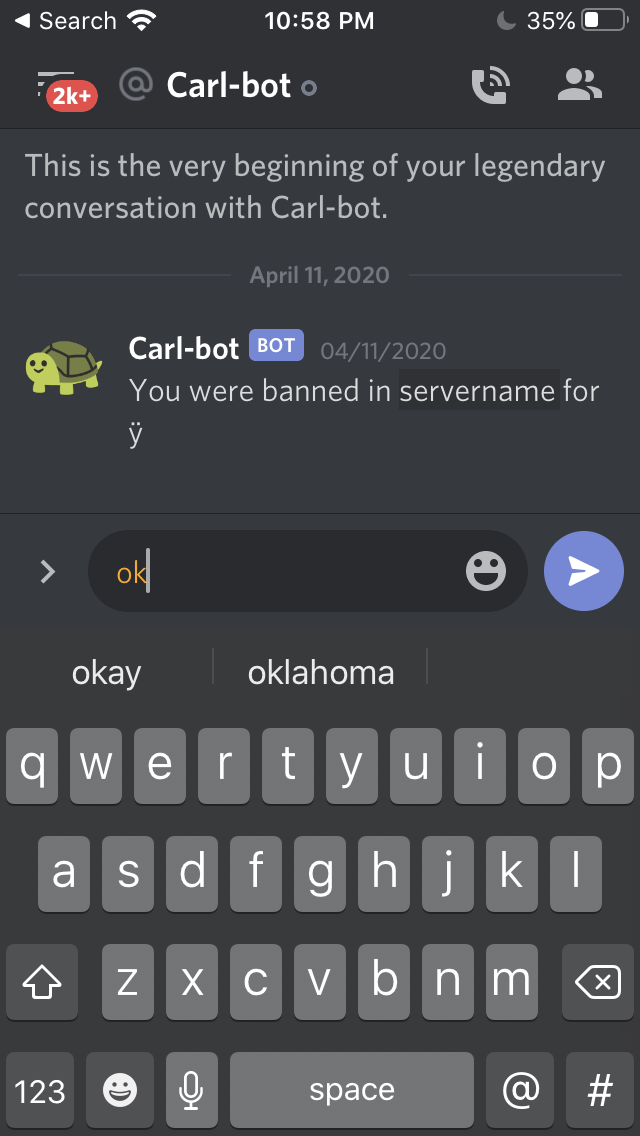 Search 10:58 PM 35%
2k+ @ Carl-bot
This is the very beginning of your legendary
conversation with Carl-bot.
April 11, 2020
Carl-bot BOT 04/11/2020
You were banned in servername for
ÿ
ok
okay oklahoma
q w e r t y u i o p
a s d f g h j k l
z x c v b n m
123 space @ #